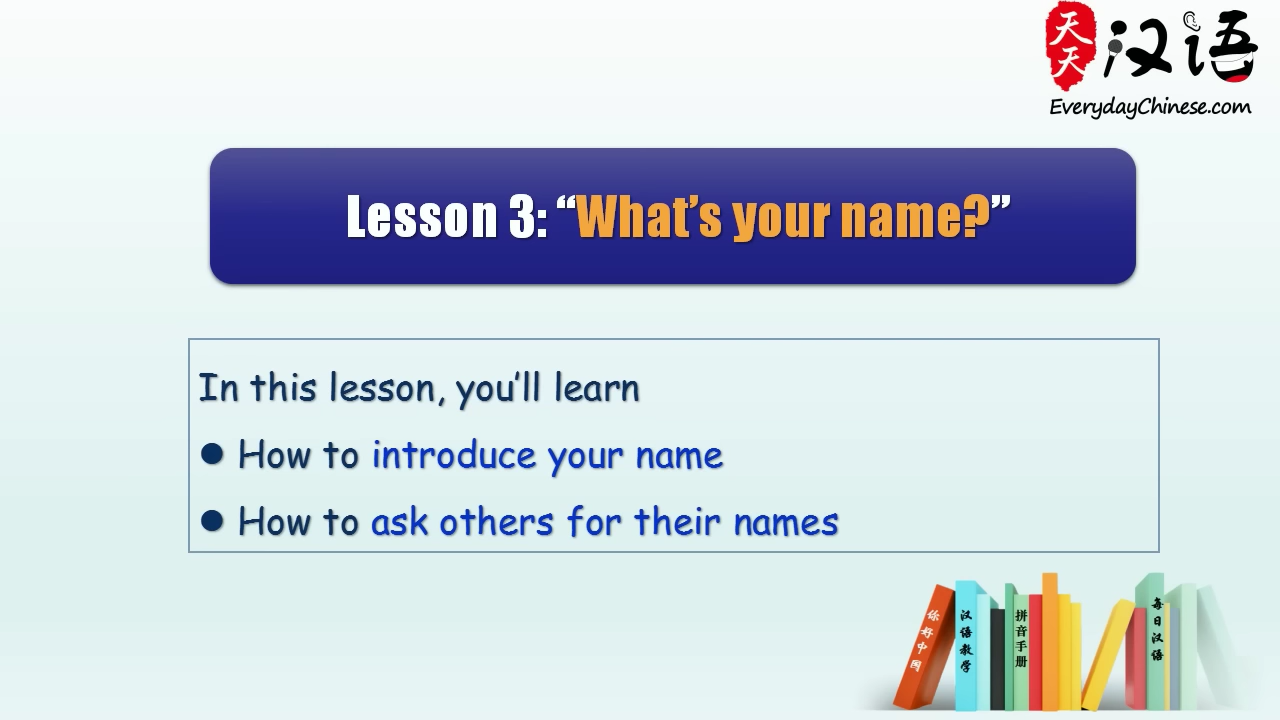 天天汉语
EverydayChinese.com
Lesson 3: “What’s your name?”
In this lesson, you’ll learn
● How to introduce your name
● How to ask others for their names
你好中国
汉语教学
拼音手册
每日汉语